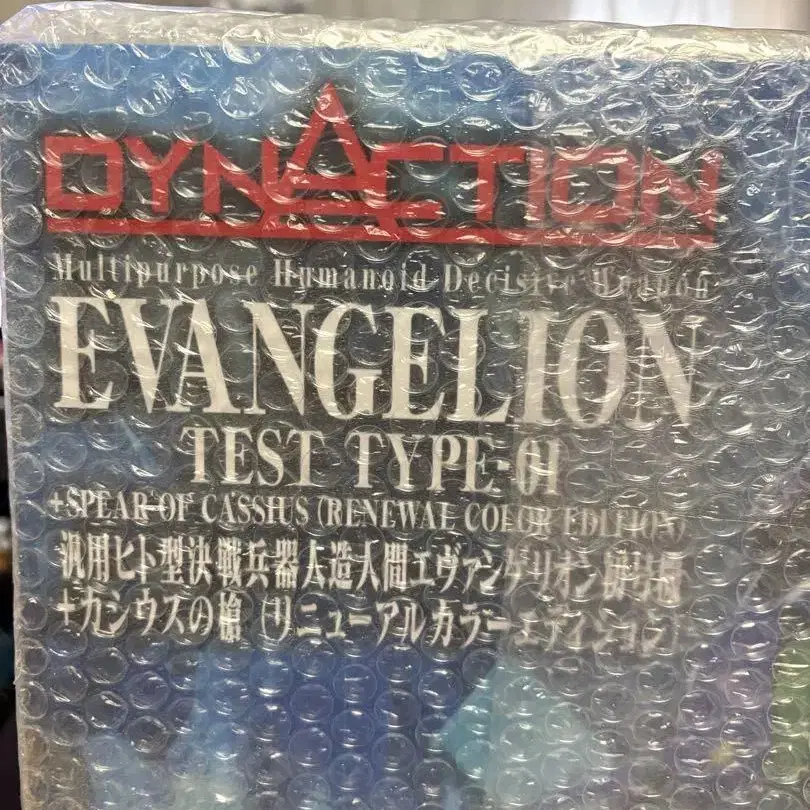 DYNACTION
Multipurpose Humanoid Decisive Weapon
EVANGELION
TEST TYPE-01
+SPEAR OF CASSIUS (RENEWAL COLOR EDITION)
汎用ヒト型決戦兵器人造人間エヴァンゲリオン初号機
+カシウスの槍 (リニューアルカラーエディション)